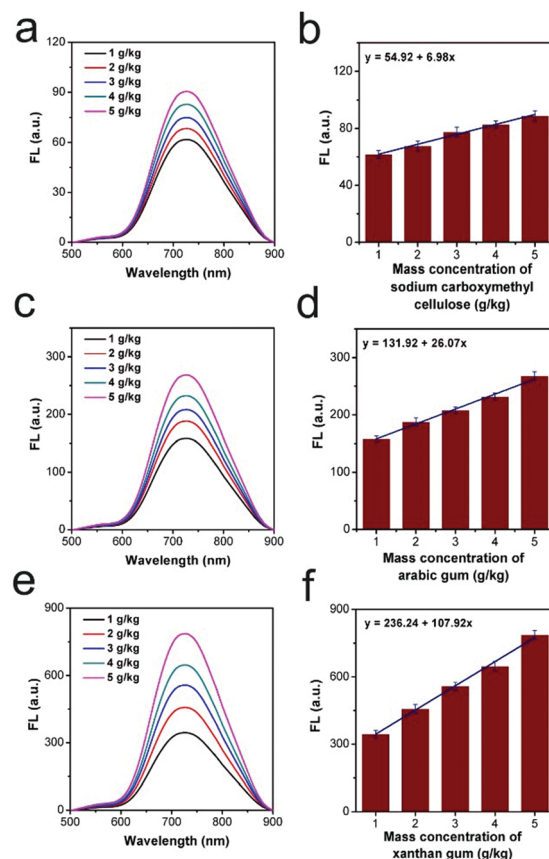 a
120
90
60
30
0
FL (a.u.)
1 g/kg
2 g/kg
3 g/kg
4 g/kg
5 g/kg
500 600 700 800 900
Wavelength (nm)
b
y = 54.92 + 6.98x
120
80
40
0
FL (a.u.)
1 2 3 4 5
Mass concentration of
sodium carboxymethyl
cellulose (g/kg)
c
300
200
150
100
50
0
FL (a.u.)
1 g/kg
2 g/kg
3 g/kg
4 g/kg
5 g/kg
500 600 700 800 900
Wavelength (nm)
d
y = 131.92 + 26.07x
300
200
100
0
FL (a.u.)
1 2 3 4 5
Mass concentration of
arabic gum (g/kg)
e
900
600
300
0
FL (a.u.)
1 g/kg
2 g/kg
3 g/kg
4 g/kg
5 g/kg
500 600 700 800 900
Wavelength (nm)
f
y = 236.24 + 107.92x
900
600
300
0
FL (a.u.)
1 2 3 4 5
Mass concentration of
xanthan gum (g/kg)